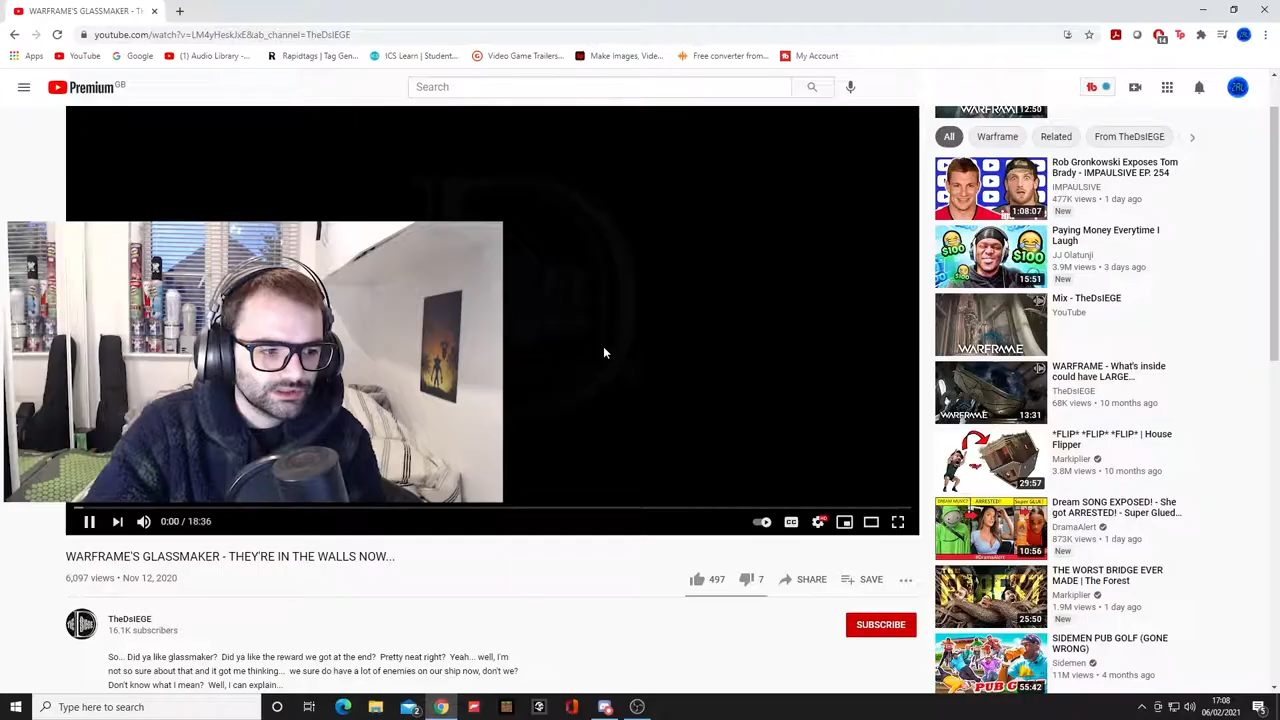 WARFRAME'S GLASSMAKER - THEY'RE
youtube.com/watch?v=LM4yHeskJxE&ab_channel=TheDsIEGE
14
Apps
YouTube
Google
(1) Audio Library -...
Rapidtags | Tag Gen...
ICS Learn | Student...
Video Game Trailers...
Make Images, Vide...
Free converter from...
My Account
Premium GB
Search
tb
ZAL
WARFRAME
12:50
All
Warframe
Related
From TheDsIEGE
Rob Gronkowski Exposes Tom
Brady - IMPAULSIVE EP. 254
IMPAULSIVE
477K views • 1 day ago
New
1:08:07
Paying Money Everytime I
Laugh
JJ Olatunji
3.9M views • 3 days ago
New
$100
$100
15:51
Mix - TheDsIEGE
YouTube
WARFRAME
WARFRAME - What's inside
could have LARGE...
TheDsIEGE
68K views • 10 months ago
WARFRAME
13:31
*FLIP* *FLIP* *FLIP* | House
Flipper
Markiplier
3.8M views • 10 months ago
29:57
Dream SONG EXPOSED! - She
got ARRESTED! - Super Glued...
DramaAlert
873K views • 1 day ago
New
10:56
THE WORST BRIDGE EVER
MADE | The Forest
Markiplier
1.9M views • 1 day ago
New
25:50
SIDEMEN PUB GOLF (GONE
WRONG)
Sidemen
11M views • 4 months ago
55:42
0:00 / 18:36
CC
HD
WARFRAME'S GLASSMAKER - THEY'RE IN THE WALLS NOW...
6,097 views • Nov 12, 2020
497
7
SHARE
SAVE
TheDsIEGE
16.1K subscribers
SUBSCRIBE
So... Did ya like glassmaker? Did ya like the reward we got at the end? Pretty neat right? Yeah... well, I'm
not so sure about that and it got me thinking... we sure do have a lot of enemies on our ship now, don't we?
Don't know what I mean? Well, I can explain...
Type here to search
2
17:08
06/02/2021
5